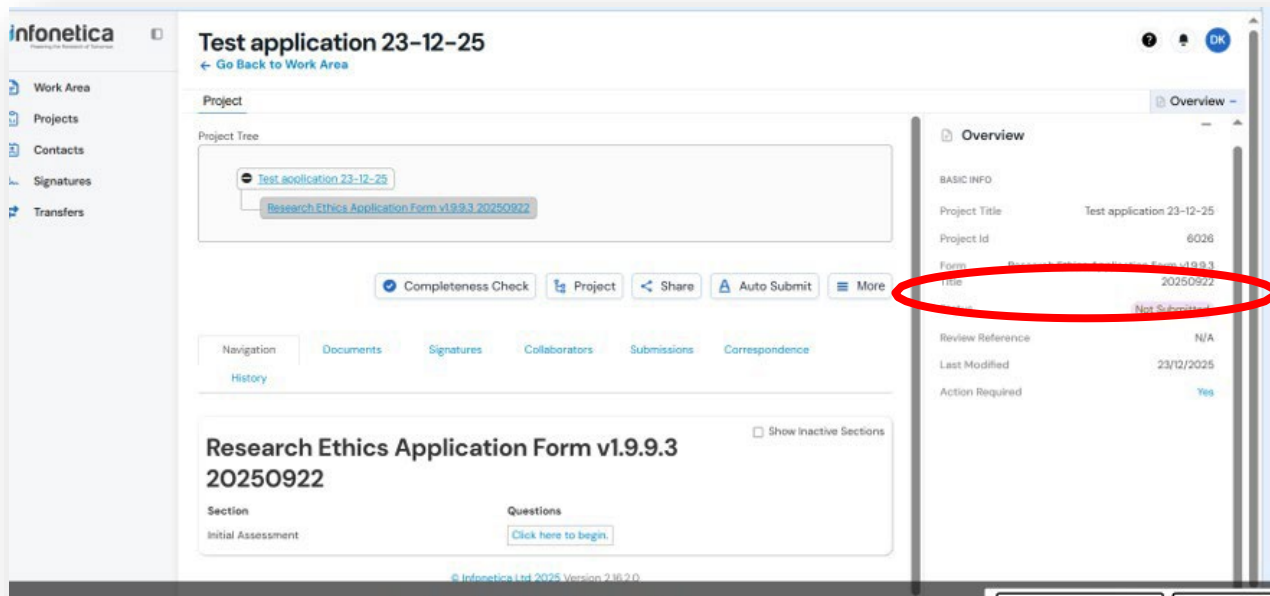 infonetica
Test application 23-12-25
← Go Back to Work Area
DK
Work Area
Projects
Contacts
Signatures
Transfers
Project
Overview –
Project Tree
Test application 23-12-25
Research Ethics Application Form v1.9.9.3 20250922
Completeness Check
Project
Share
Auto Submit
More
Navigation
Documents
Signatures
Collaborators
Submissions
Correspondence
History
Research Ethics Application Form v1.9.9.3
20250922
Show Inactive Sections
Section Questions
Initial Assessment Click here to begin.
© Infonetica Ltd 2025 Version 2.16.2.0
Overview
BASIC INFO
Project Title Test application 23-12-25
Project Id 6026
Form Research Ethics Application Form v1.9.9.3
Title 20250922
Status Not Submitted
Review Reference N/A
Last Modified 23/12/2025
Action Required Yes